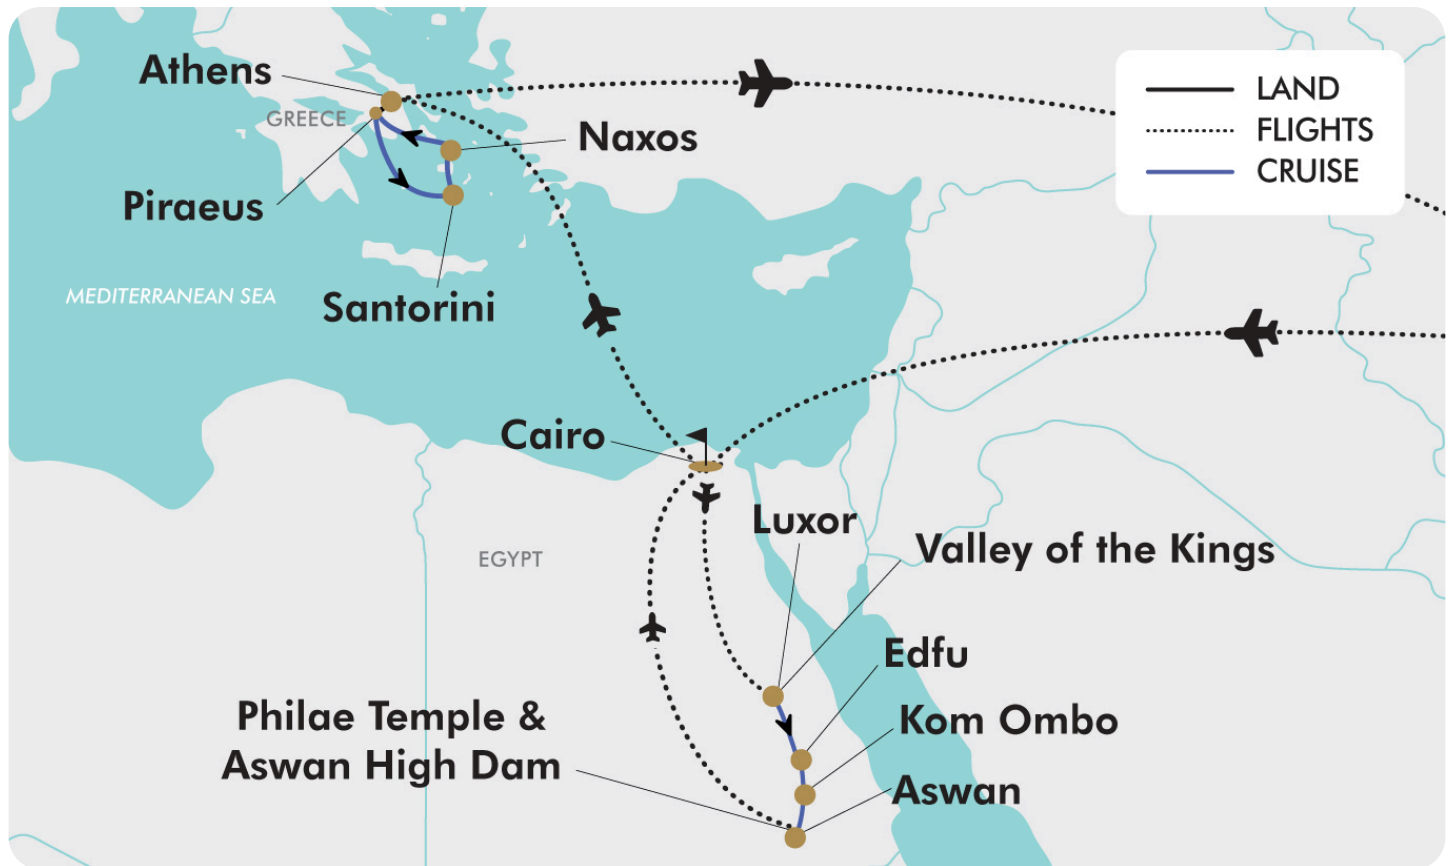 Athens
GREECE
Naxos
Piraeus
MEDITERRANEAN SEA
Santorini
LAND
FLIGHTS
CRUISE
Cairo
EGYPT
Luxor
Valley of the Kings
Edfu
Philae Temple &
Aswan High Dam
Kom Ombo
Aswan